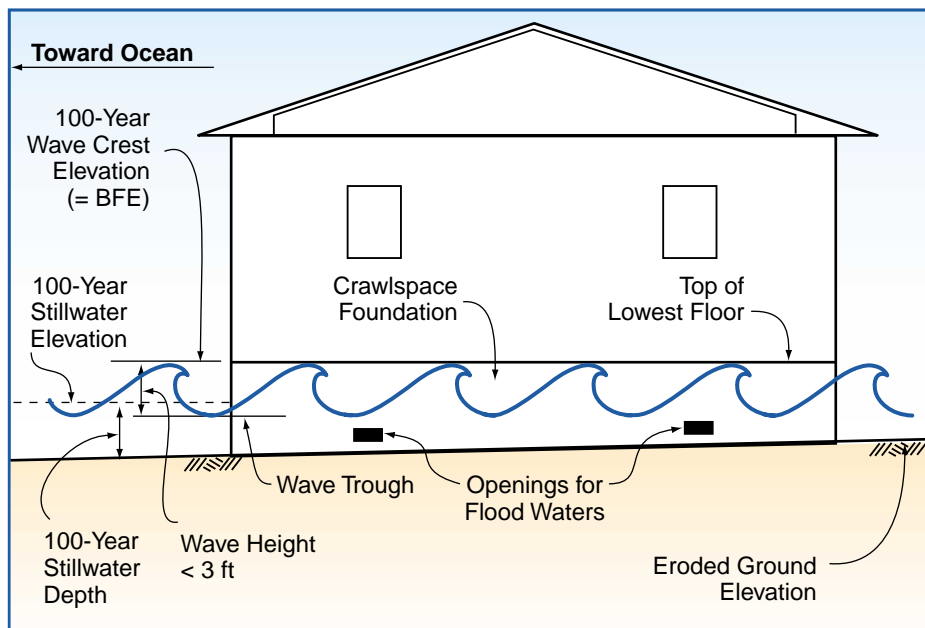 Toward Ocean
100-Year
Wave Crest
Elevation
(= BFE)
100-Year
Stillwater
Elevation
Crawlspace
Foundation
Top of
Lowest Floor
Wave Trough
Openings for
Flood Waters
100-Year
Stillwater
Depth
Wave Height
< 3 ft
Eroded Ground
Elevation